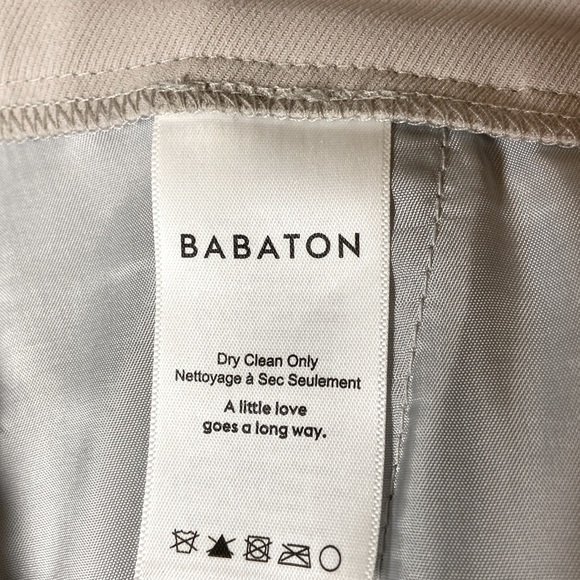 BABATON
Dry Clean Only
Nettoyage à Sec Seulement
A little love
goes a long way.